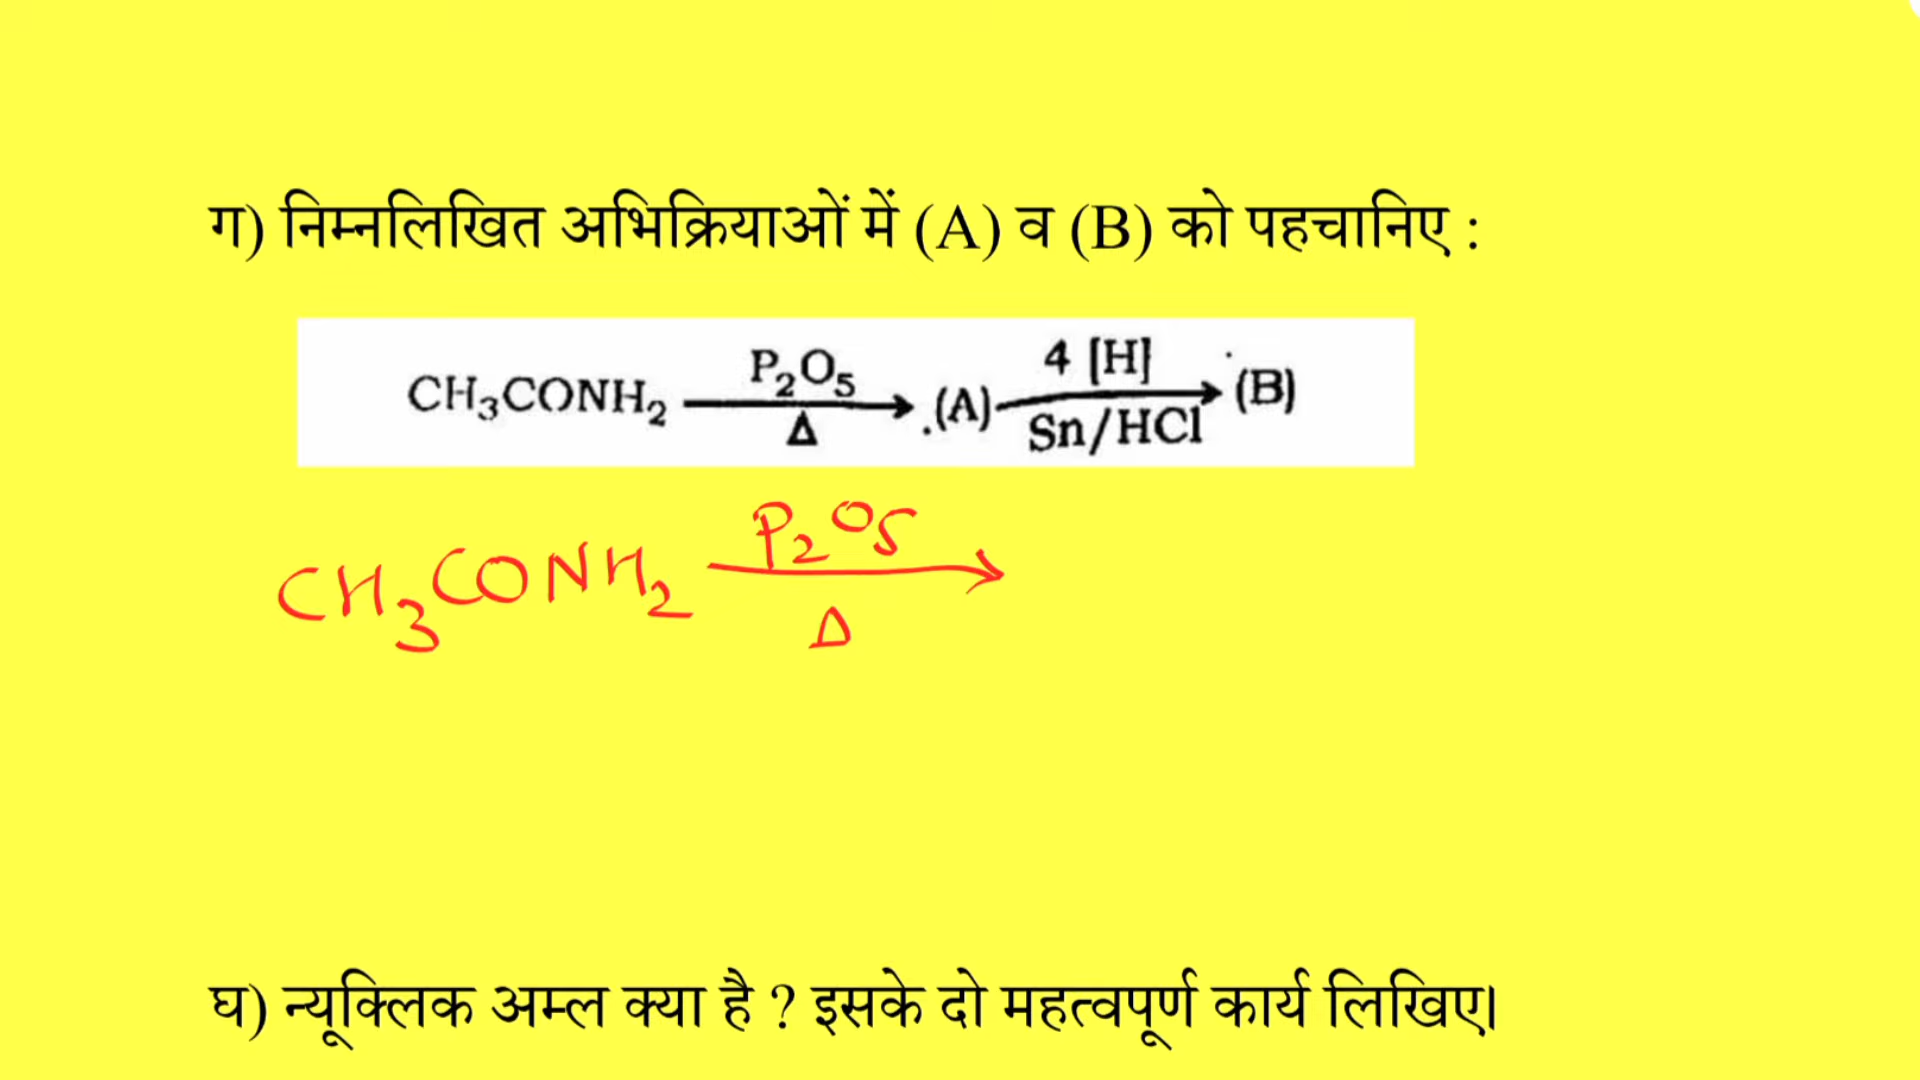 ग) निम्नलिखित अभिक्रियाओं में (A) व (B) को पहचानिए :
CH₃CONH₂ P₂O₅ Δ → (A) 4 [H] Sn/HCl → (B)
CH₃CONH₂ P₂O₅ Δ →
घ) न्यूक्लिक अम्ल क्या है ? इसके दो महत्वपूर्ण कार्य लिखिए।